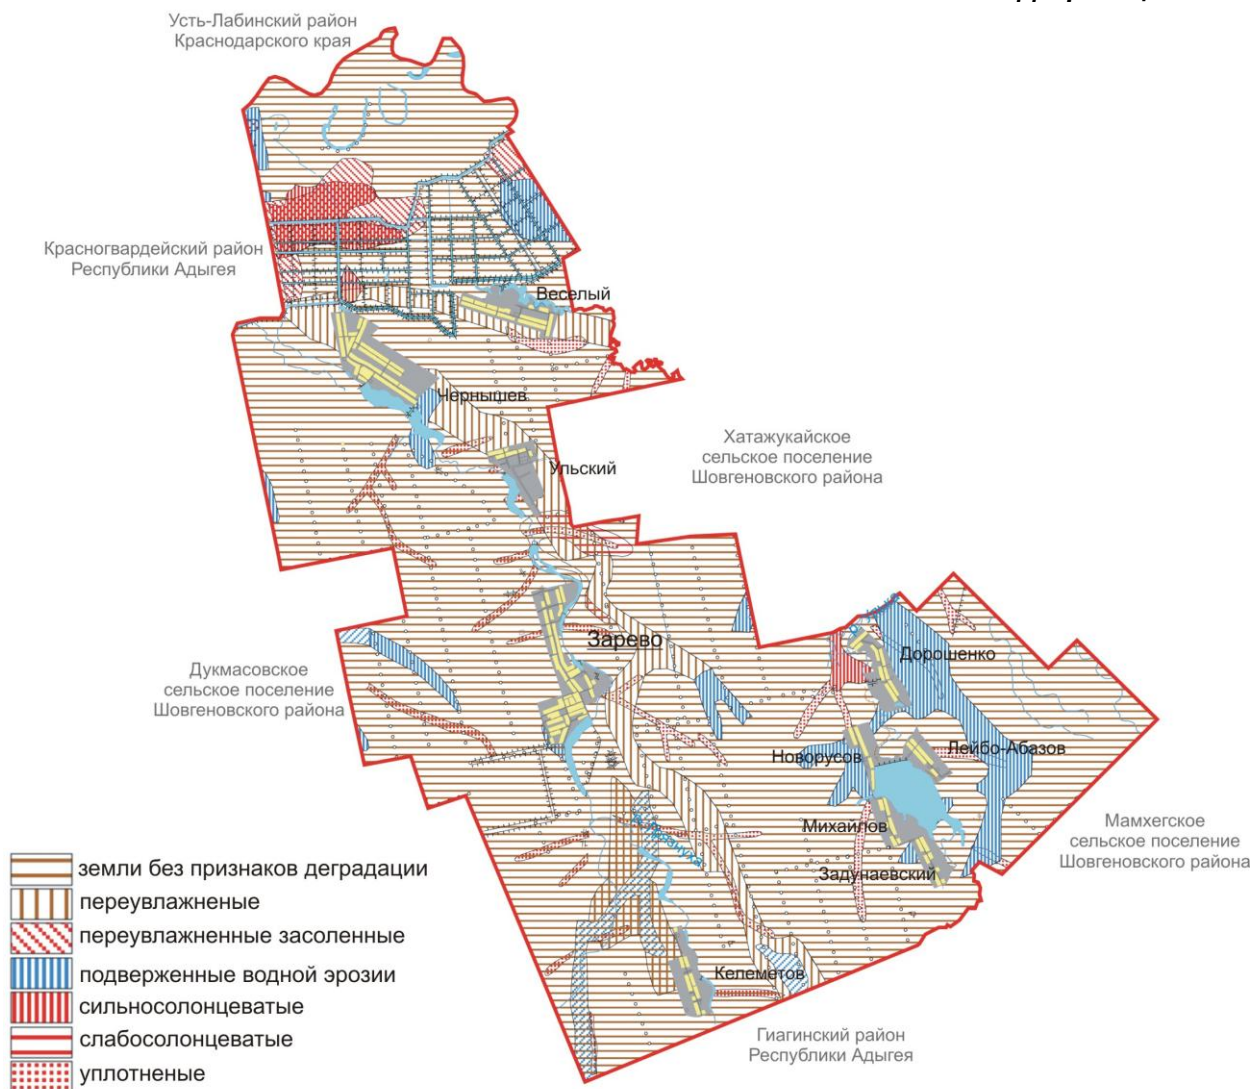 Усть-Лабинский район
Краснодарского края
Красногвардейский район
Республики Адыгея
Веселый
Чернышев
Ульский
Хатажукайское
сельское поселение
Шовгеновского района
Зарево
Дорошенко
Дукмасовское
сельское поселение
Шовгеновского района
Новорусов
Лейбо-Абазов
Михайлов
Задунаевский
Мамхегское
сельское поселение
Шовгеновского района
Келеметов
Гиагинский район
Республики Адыгея
земли без признаков деградации
переувлажненые
переувлажненные засоленные
подверженные водной эрозии
сильносолонцеватые
слабосолонцеватые
уплотненые